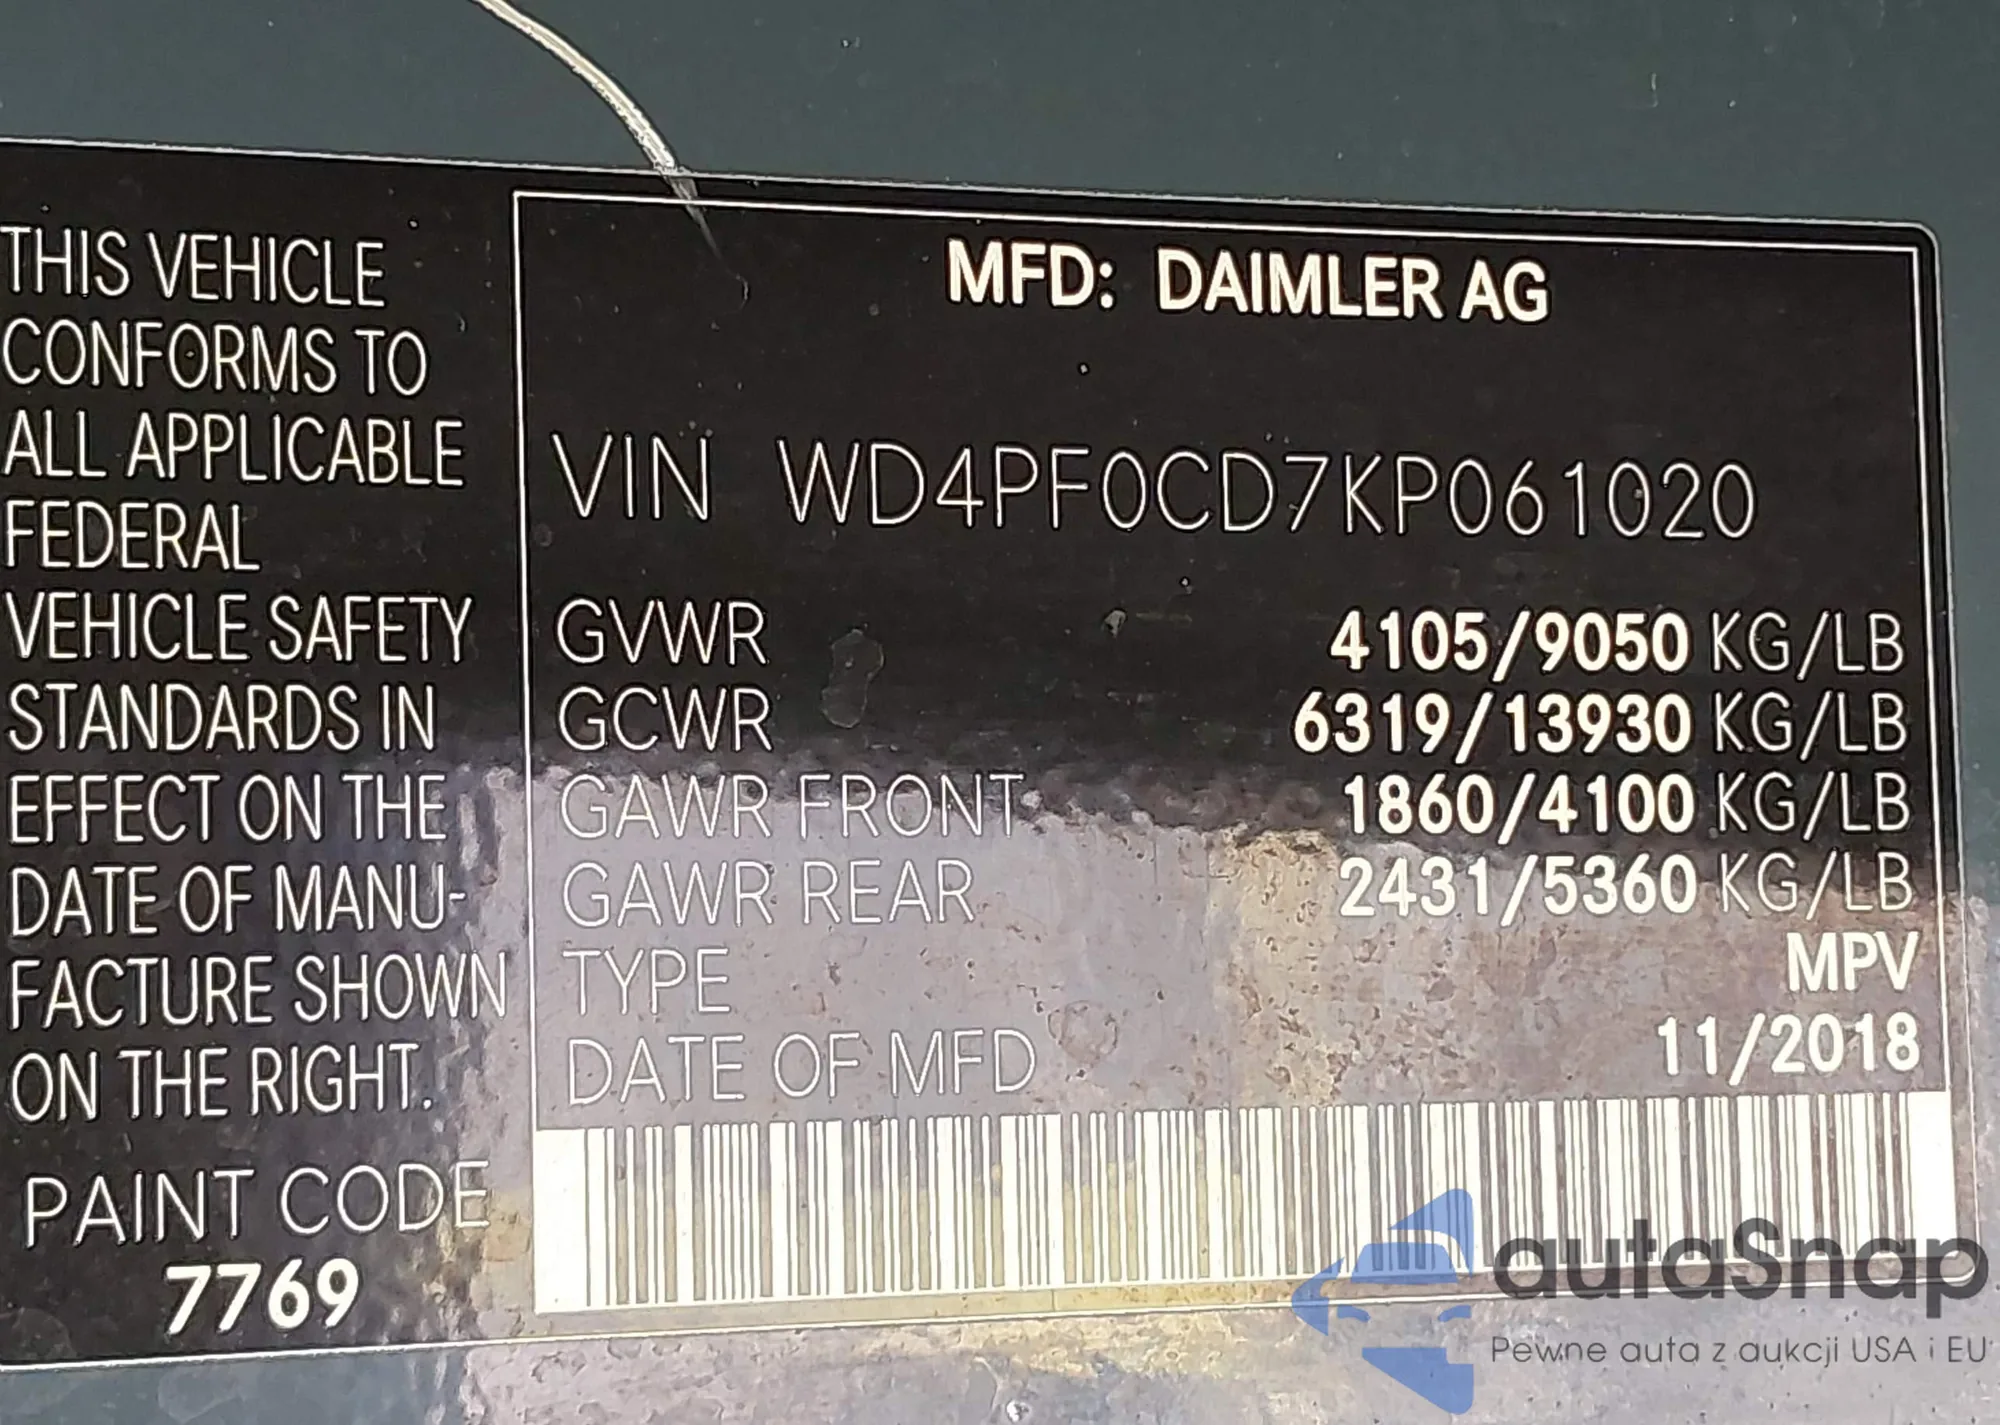 THIS VEHICLE
CONFORMS TO
ALL APPLICABLE
FEDERAL
VEHICLE SAFETY
STANDARDS IN
EFFECT ON THE
DATE OF MANU-
FACTURE SHOWN
ON THE RIGHT.
PAINT CODE
7769
MFD: DAIMLER AG
VIN WD4PF0CD7KP061020
GVWR 4105/9050 KG/LB
GCWR 6319/13930 KG/LB
GAWR FRONT 1860/4100 KG/LB
GAWR REAR 2431/5360 KG/LB
TYPE MPV
DATE OF MFD 11/2018
autaSnap
Pewne auta z aukcji USA i EU